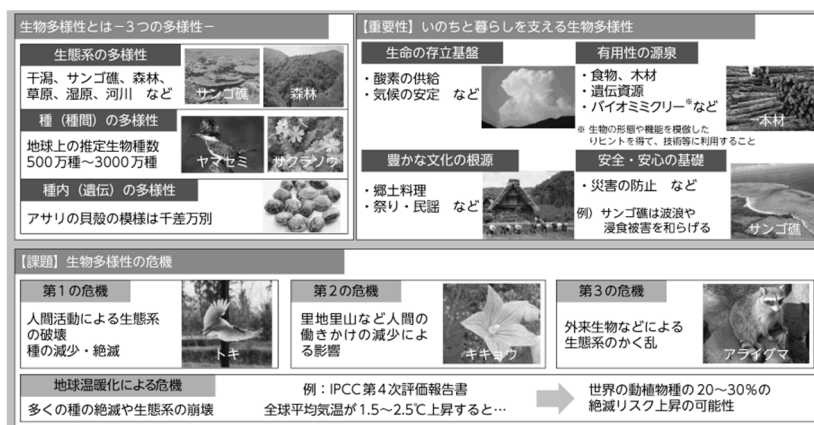 生物多様性とは－３つの多様性－
生態系の多様性
干潟、サンゴ礁、森林、
草原、湿原、河川　など
サンゴ礁
森林
種（種間）の多様性
地球上の推定生物種数
500万種～3000万種
ヤマセミ
サクラソウ
種内（遺伝）の多様性
アサリの貝殻の模様は千差万別
【重要性】いのちと暮らしを支える生物多様性
生命の存立基盤
・酸素の供給
・気候の安定　など
有用性の源泉
・食物、木材
・遺伝資源
・バイオミミクリー※など
※ 生物の形態や機能を模倣した
りヒントを得て、技術等に利用すること
木材
豊かな文化の根源
・郷土料理
・祭り・民謡　など
安全・安心の基礎
・災害の防止　など
例）サンゴ礁は波浪や
浸食被害を和らげる
サンゴ礁
【課題】生物多様性の危機
第１の危機
人間活動による生態系
の破壊
種の減少・絶滅
トキ
第２の危機
里地里山など人間の
働きかけの減少によ
る影響
キキョウ
第３の危機
外来生物などによる
生態系のかく乱
アライグマ
地球温暖化による危機
多くの種の絶滅や生態系の崩壊
例：IPCC第４次評価報告書
全球平均気温が1.5～2.5℃上昇すると…
世界の動植物種の20～30％の
絶滅リスク上昇の可能性